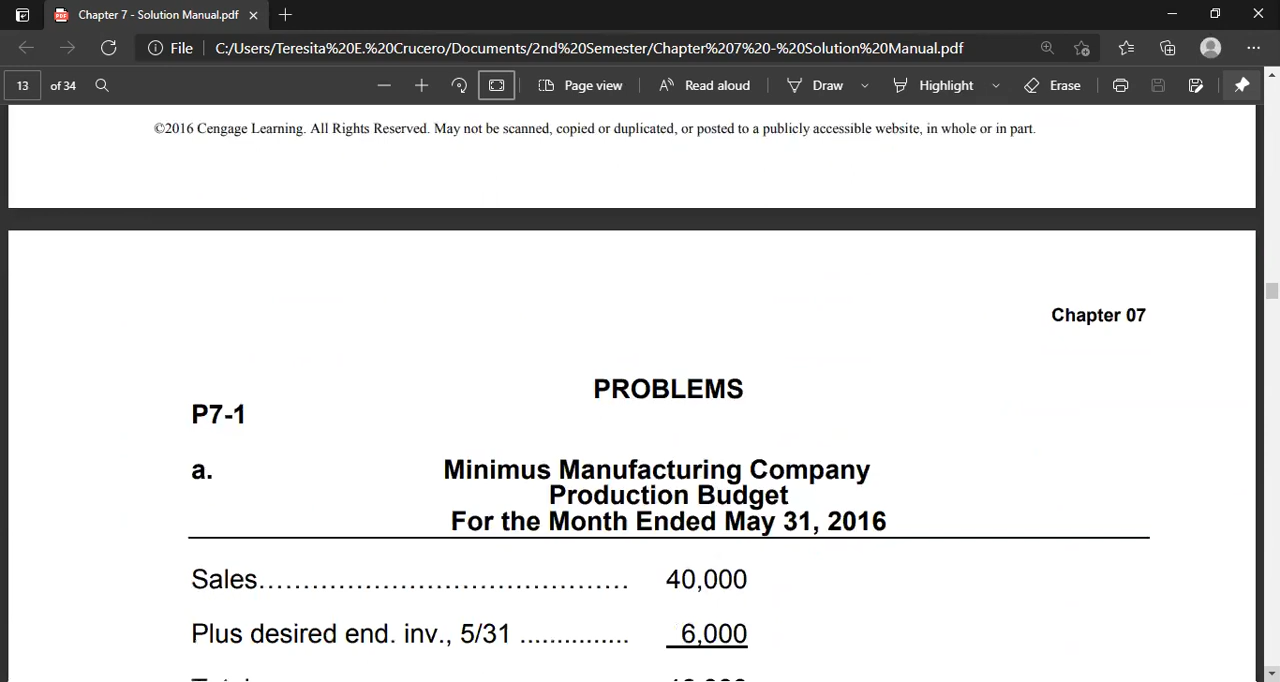 Chapter 7 - Solution Manual.pdf
File C:/Users/Teresita%20E.%20Crucero/Documents/2nd%20Semester/Chapter%207%20-%20Solution%20Manual.pdf
13 of 34 Page view Read aloud Draw Highlight Erase
©2016 Cengage Learning. All Rights Reserved. May not be scanned, copied or duplicated, or posted to a publicly accessible website, in whole or in part.
Chapter 07
PROBLEMS
P7-1
a. Minimus Manufacturing Company
Production Budget
For the Month Ended May 31, 2016
Sales...................................... 40,000
Plus desired end. inv., 5/31 ............... 6,000